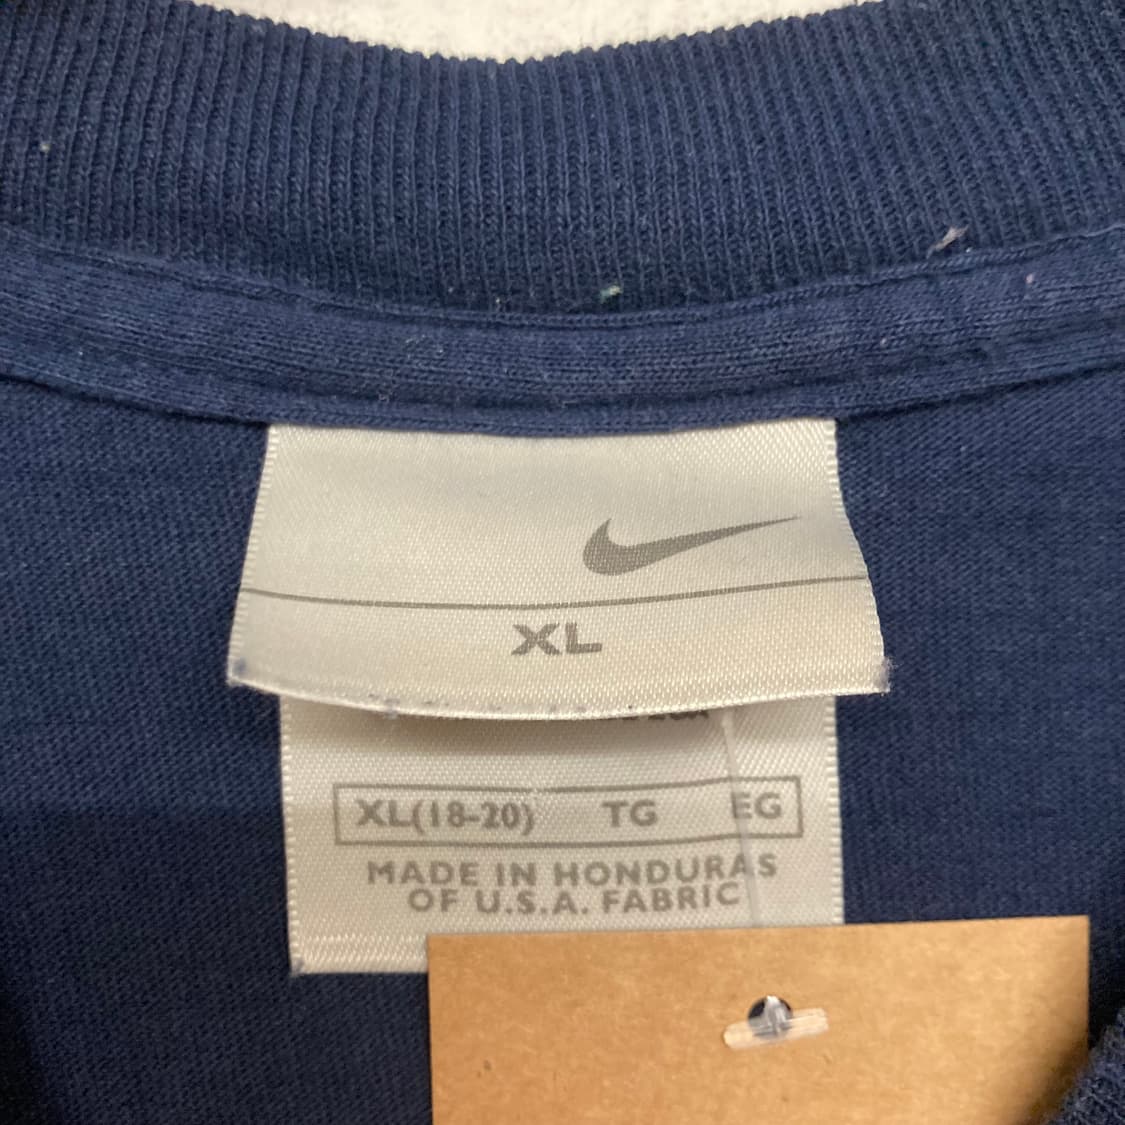 XL
XL(18-20) TG EG
MADE IN HONDURAS
OF U.S.A. FABRIC